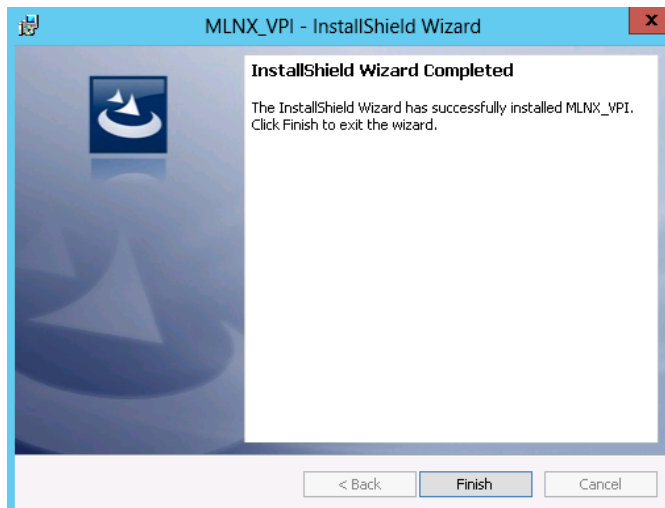 MLNX_VPI - InstallShield Wizard
x
InstallShield Wizard Completed
The InstallShield Wizard has successfully installed MLNX_VPI.
Click Finish to exit the wizard.
< Back Finish Cancel